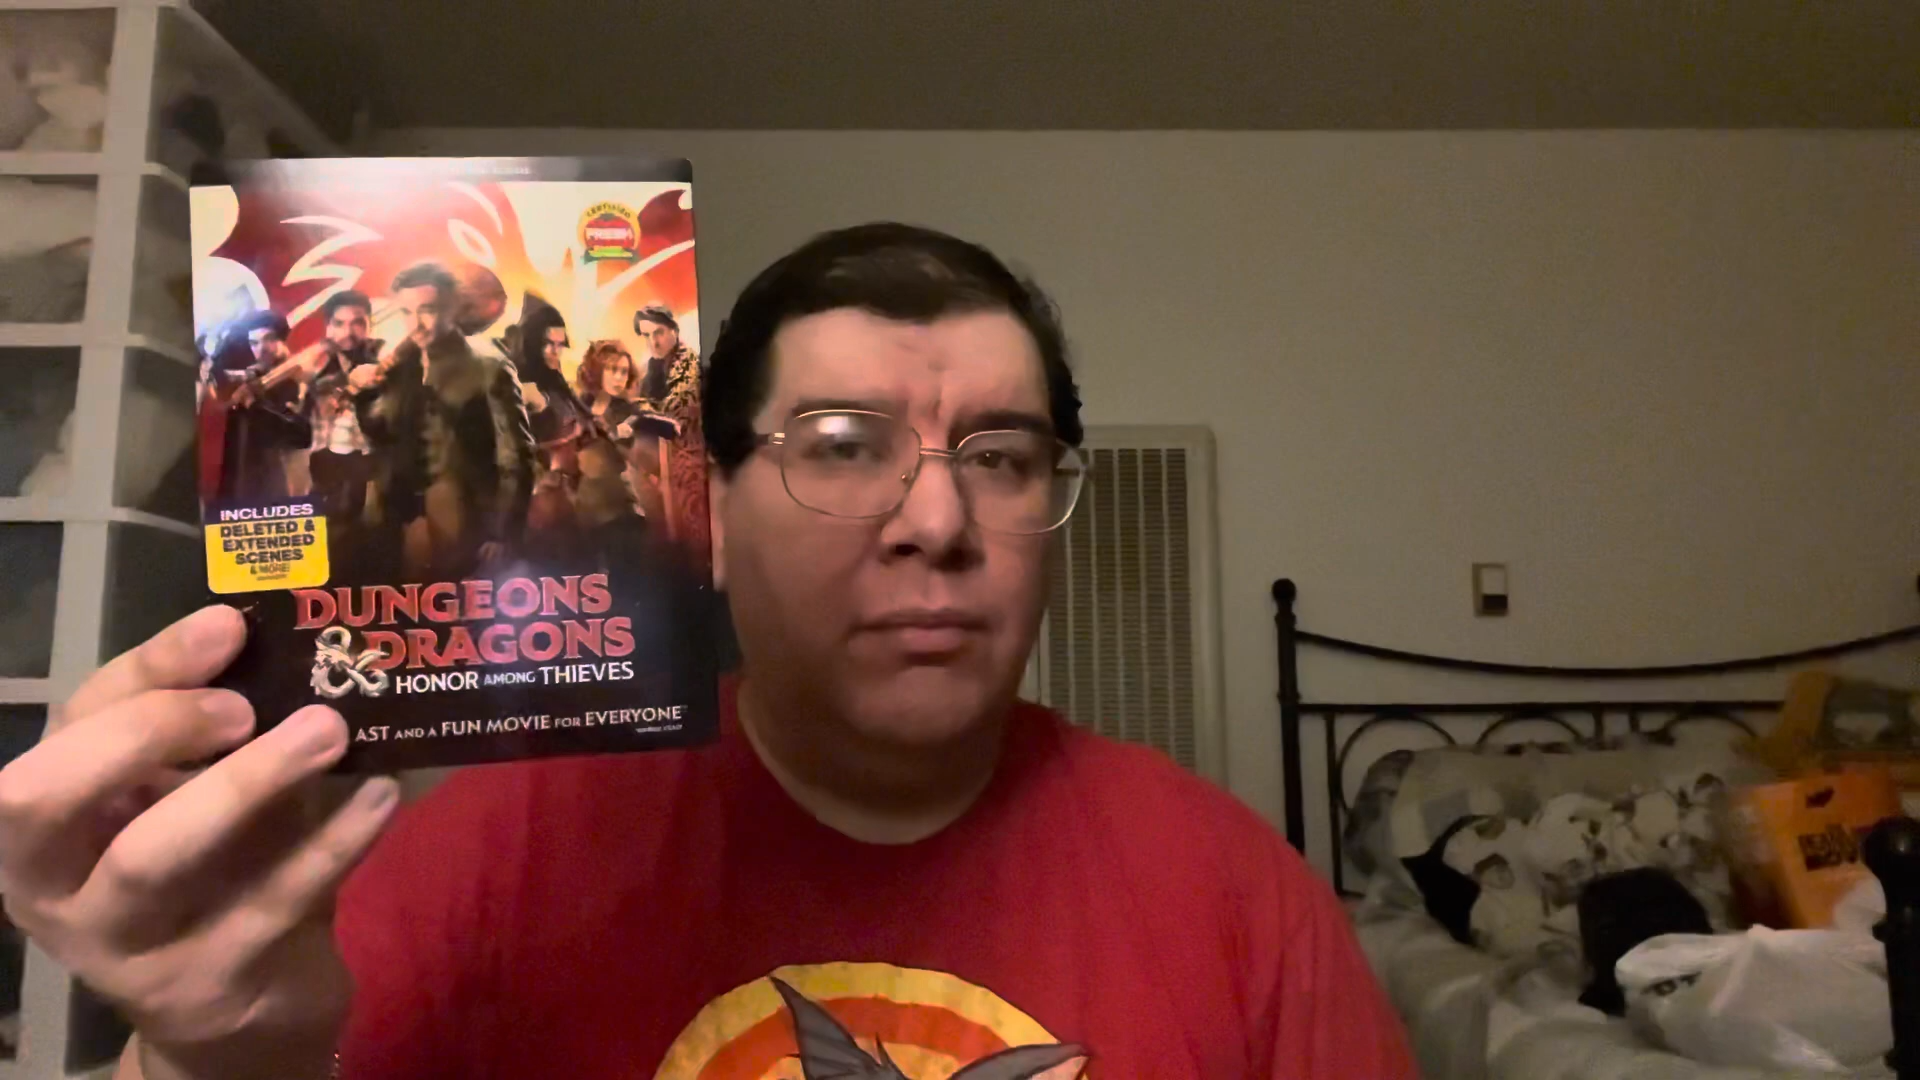 CERTIFIED
FRESH
INCLUDES
DELETED &
EXTENDED
SCENES
& MORE!
DUNGEONS
& DRAGONS
HONOR AMONG THIEVES
AST AND A FUN MOVIE FOR EVERYONE"